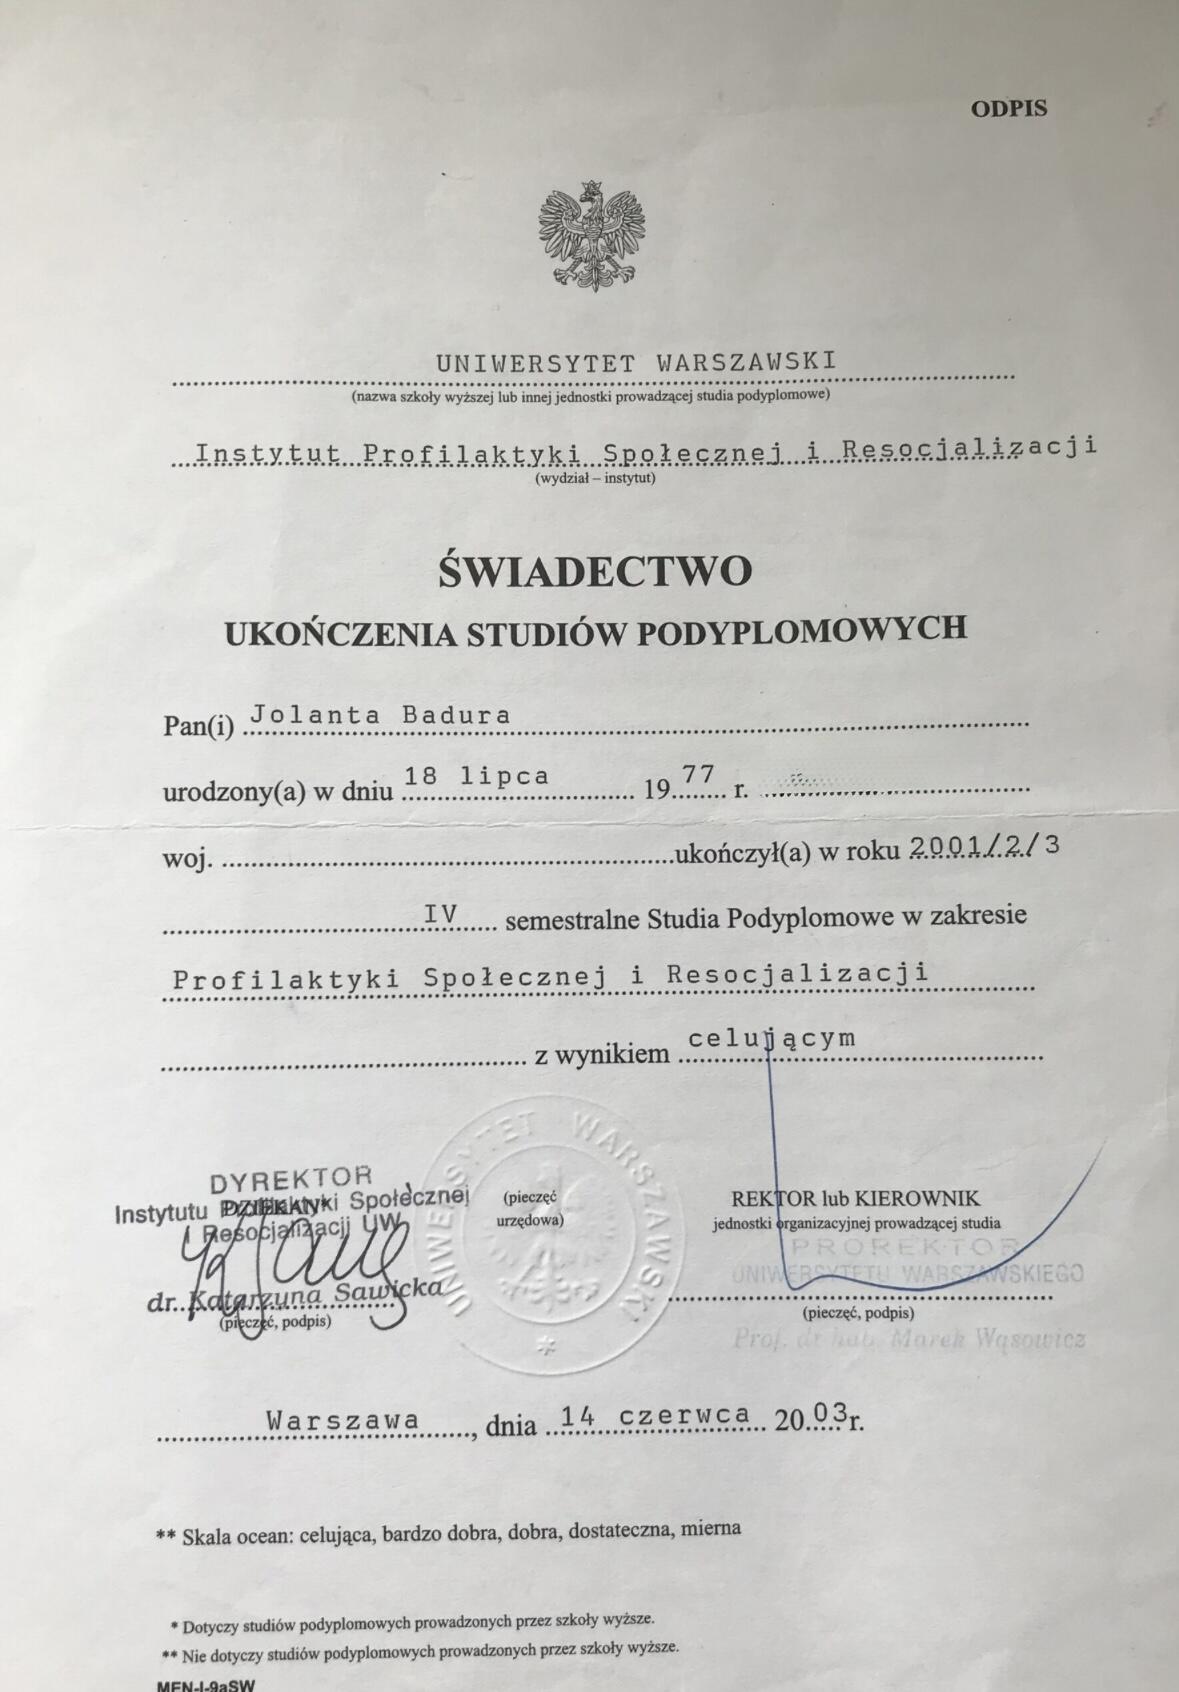 ODPIS
UNIWERSYTET WARSZAWSKI
(nazwa szkoły wyższej lub innej jednostki prowadzącej studia podyplomowe)
Instytut Profilaktyki Społecznej i Resocjalizacji
(wydział – instytut)
ŚWIADECTWO
UKOŃCZENIA STUDIÓW PODYPLOMOWYCH
Pan(i) Jolanta Badura
urodzony(a) w dniu 18 lipca 1977 r.
woj. ukończył(a) w roku 2001/2/3
IV semestralne Studia Podyplomowe w zakresie
Profilaktyki Społecznej i Resocjalizacji
z wynikiem celującym
UNIWERSYTET WARSZAWSKI
DYREKTOR
Instytutu Profilaktyki Społecznej
DZIEKAN*
i Resocjalizacji UW
dr Katarzyna Sawicka
(pieczęć, podpis)
(pieczęć
urzędowa)
REKTOR lub KIEROWNIK
jednostki organizacyjnej prowadzącej studia
PROREKTOR
UNIWERSYTETU WARSZAWSKIEGO
(pieczęć, podpis)
Prof. dr hab. Marek Wąsowicz
Warszawa, dnia 14 czerwca 2003r.
** Skala ocean: celująca, bardzo dobra, dobra, dostateczna, mierna
* Dotyczy studiów podyplomowych prowadzonych przez szkoły wyższe.
** Nie dotyczy studiów podyplomowych prowadzonych przez szkoły wyższe.
MEN-I-9aSW